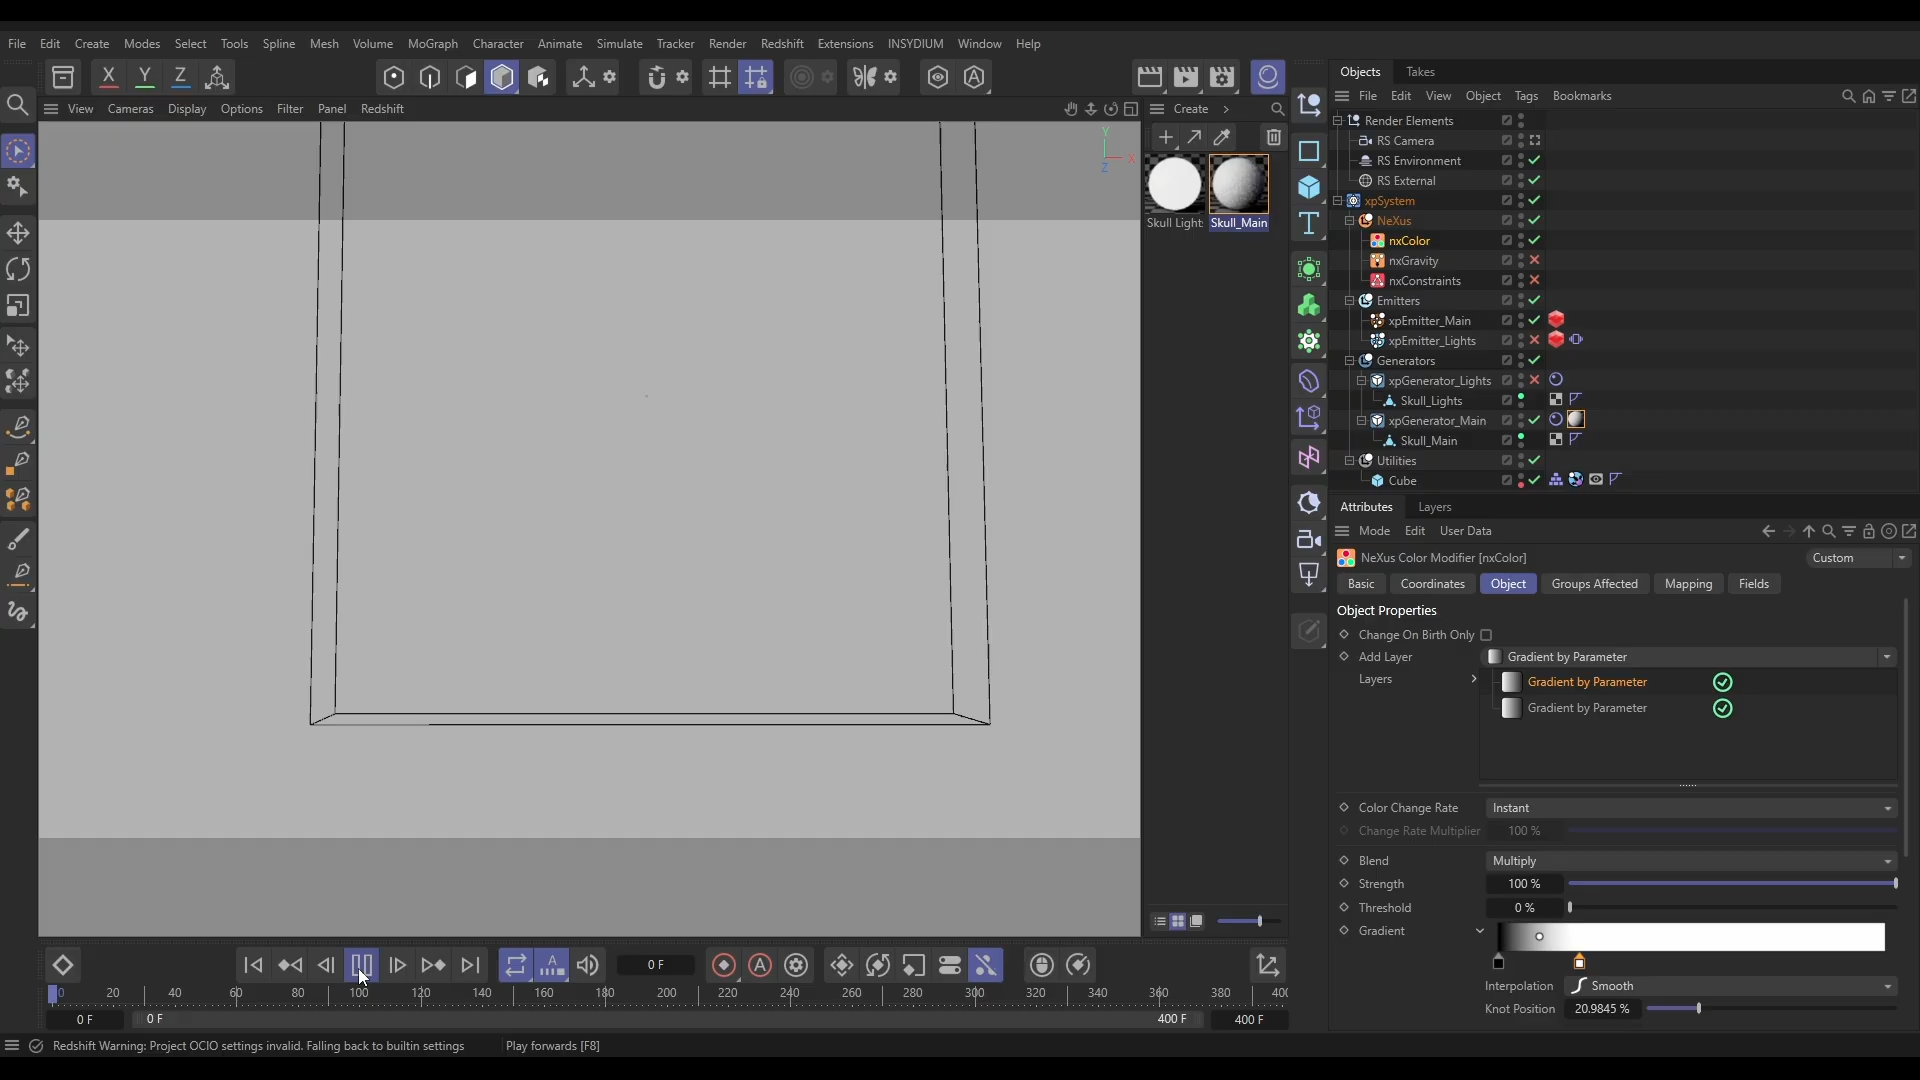 File Edit Create Modes Select Tools Spline Mesh Volume MoGraph Character Animate Simulate Tracker Render Redshift Extensions INSYDIUM Window Help
X Y Z
View Cameras Display Options Filter Panel Redshift
Y
X
Z
Create
Skull Light
Skull_Main
Objects Takes
File Edit View Object Tags Bookmarks
Render Elements
RS Camera
RS Environment
RS External
xpSystem
NeXus
nxColor
nxGravity
nxConstraints
Emitters
xpEmitter_Main
xpEmitter_Lights
Generators
xpGenerator_Lights
Skull_Lights
xpGenerator_Main
Skull_Main
Utilities
Cube
Attributes Layers
Mode Edit User Data
NeXus Color Modifier [nxColor] Custom
Basic Coordinates Object Groups Affected Mapping Fields
Object Properties
Change On Birth Only
Add Layer Gradient by Parameter
Layers Gradient by Parameter
Gradient by Parameter
Color Change Rate Instant
Change Rate Multiplier 100 %
Blend Multiply
Strength 100 %
Threshold 0 %
Gradient
Interpolation Smooth
Knot Position 20.9845 %
0 F
0 20 40 60 80 100 120 140 160 180 200 220 240 260 280 300 320 340 360 380 400
0 F 0 F 400 F 400 F
Redshift Warning: Project OCIO settings invalid. Falling back to builtin settings Play forwards [F8]